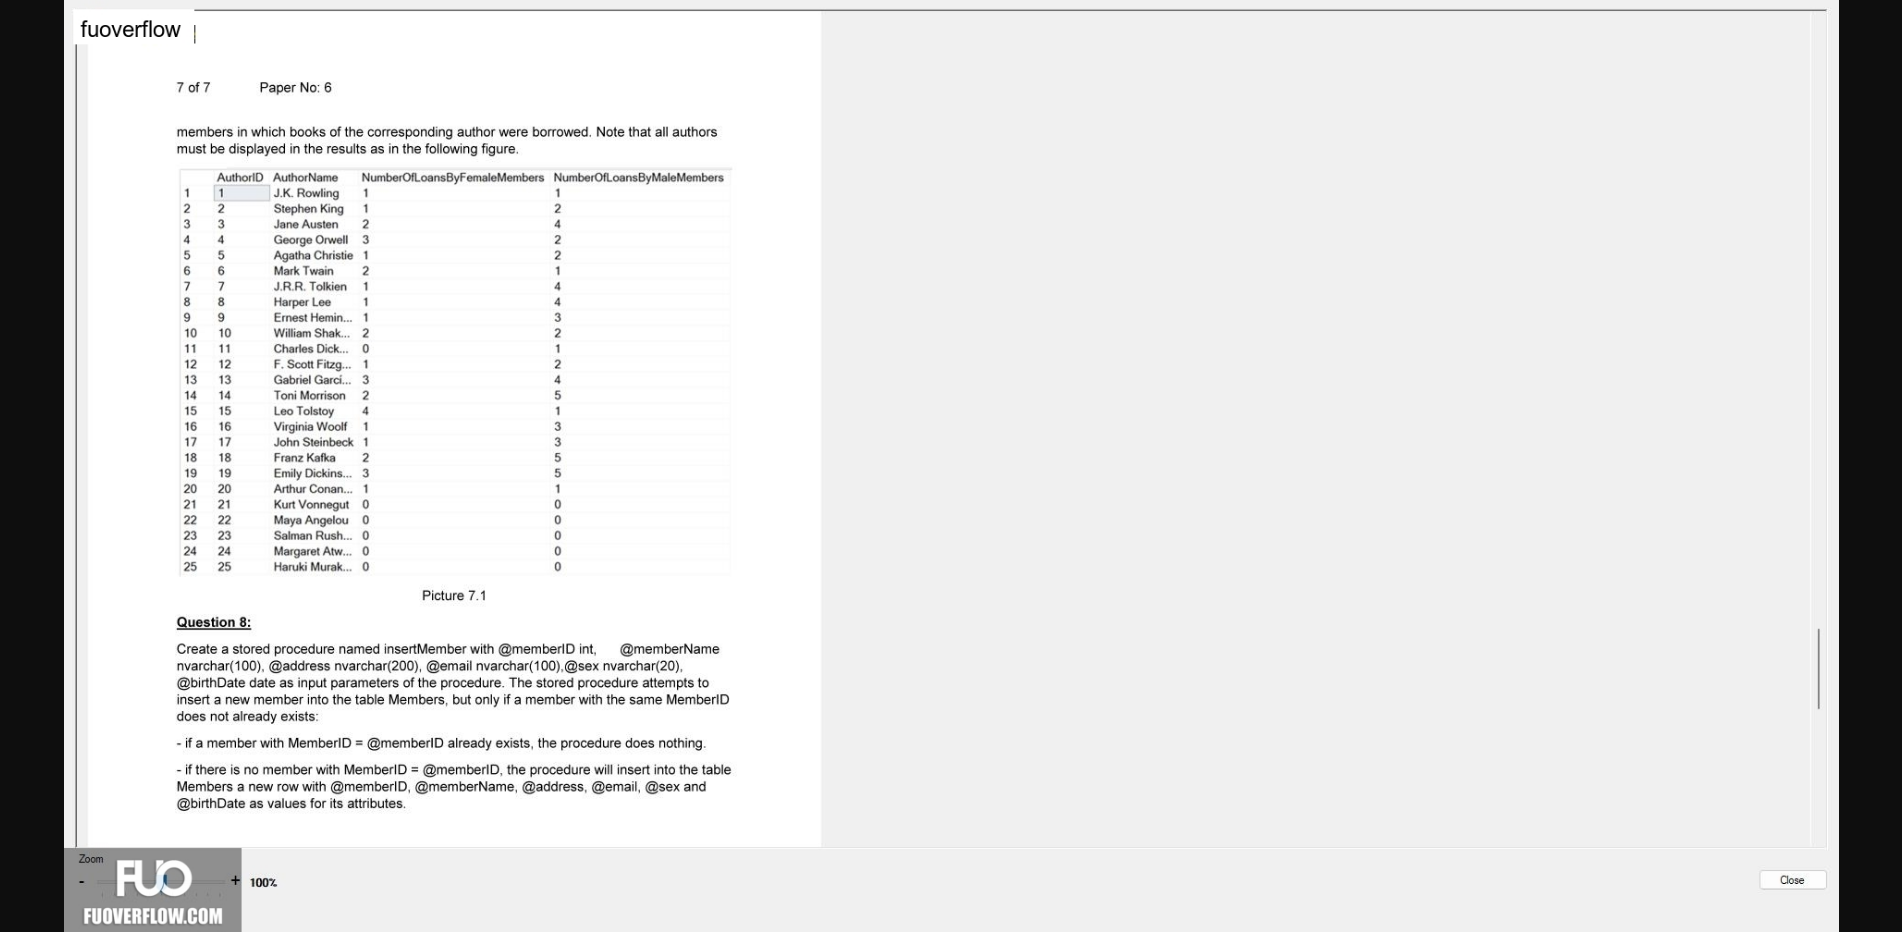 fuoverflow
7 of 7 Paper No: 6
members in which books of the corresponding author were borrowed. Note that all authors
must be displayed in the results as in the following figure.
AuthorID AuthorName NumberOfLoansByFemaleMembers NumberOfLoansByMaleMembers
1 1 J.K. Rowling 1 1
2 2 Stephen King 1 2
3 3 Jane Austen 2 4
4 4 George Orwell 3 2
5 5 Agatha Christie 1 2
6 6 Mark Twain 2 1
7 7 J.R.R. Tolkien 1 4
8 8 Harper Lee 1 4
9 9 Ernest Hemin... 1 3
10 10 William Shak... 2 2
11 11 Charles Dick... 0 1
12 12 F. Scott Fitzg... 1 2
13 13 Gabriel Garcí... 3 4
14 14 Toni Morrison 2 5
15 15 Leo Tolstoy 4 1
16 16 Virginia Woolf 1 3
17 17 John Steinbeck 1 3
18 18 Franz Kafka 2 5
19 19 Emily Dickins... 3 5
20 20 Arthur Conan... 1 1
21 21 Kurt Vonnegut 0 0
22 22 Maya Angelou 0 0
23 23 Salman Rush... 0 0
24 24 Margaret Atw... 0 0
25 25 Haruki Murak... 0 0
Picture 7.1
Question 8:
Create a stored procedure named insertMember with @memberID int, @memberName
nvarchar(100), @address nvarchar(200), @email nvarchar(100),@sex nvarchar(20),
@birthDate date as input parameters of the procedure. The stored procedure attempts to
insert a new member into the table Members, but only if a member with the same MemberID
does not already exists:
- if a member with MemberID = @memberID already exists, the procedure does nothing.
- if there is no member with MemberID = @memberID, the procedure will insert into the table
Members a new row with @memberID, @memberName, @address, @email, @sex and
@birthDate as values for its attributes.
Zoom
- + 100%
FUO
FUOVERFLOW.COM
Close